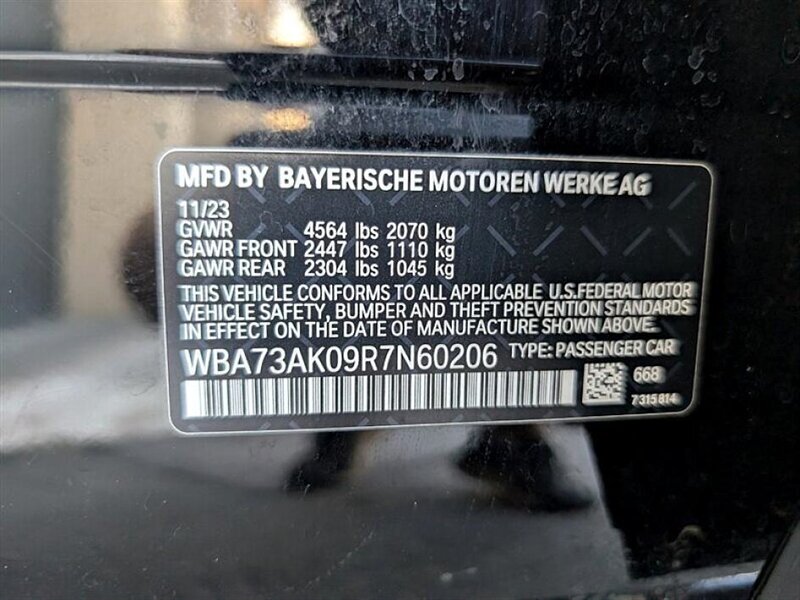 MFD BY BAYERISCHE MOTOREN WERKE AG
11/23
GVWR 4564 lbs 2070 kg
GAWR FRONT 2447 lbs 1110 kg
GAWR REAR 2304 lbs 1045 kg
THIS VEHICLE CONFORMS TO ALL APPLICABLE U.S.FEDERAL MOTOR
VEHICLE SAFETY, BUMPER AND THEFT PREVENTION STANDARDS
IN EFFECT ON THE DATE OF MANUFACTURE SHOWN ABOVE.
WBA73AK09R7N60206 TYPE: PASSENGER CAR
668
7315814